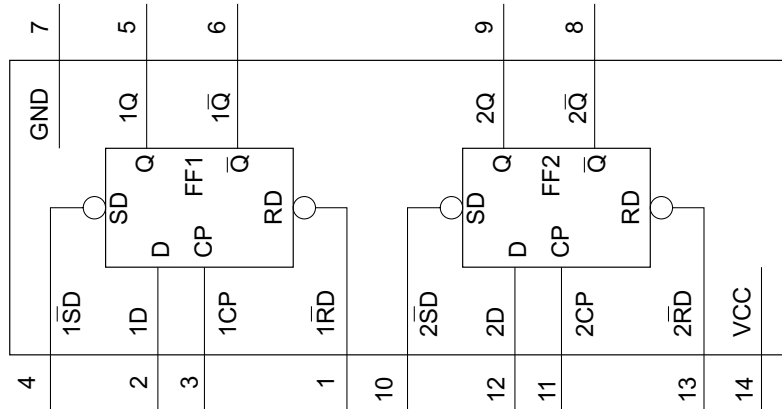 7
5
6
9
8
GND
1Q
1Q̅
2Q
2Q̅
Q
FF1
Q̅
Q
FF2
Q̅
SD
RD
SD
RD
D
CP
D
CP
1S̅D̅
1D
1CP
1R̅D̅
2S̅D̅
2D
2CP
2R̅D̅
VCC
4
2
3
1
10
12
11
13
14